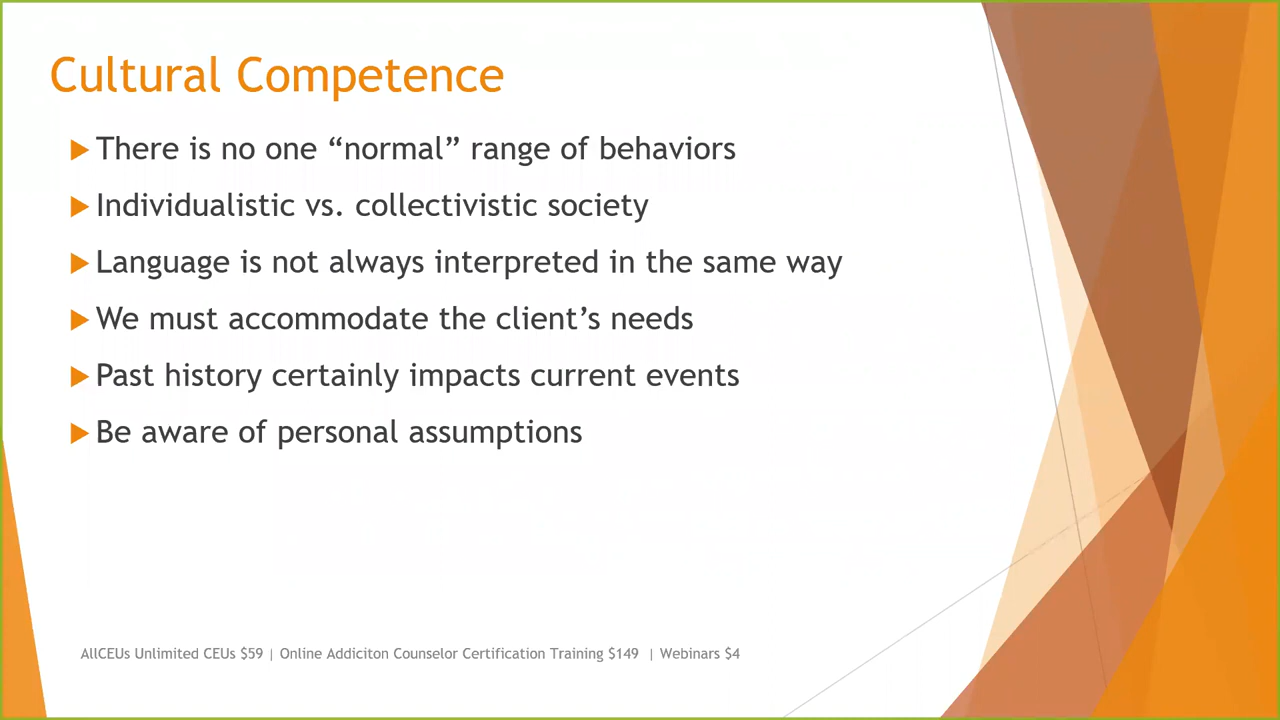 Cultural Competence
There is no one “normal” range of behaviors
Individualistic vs. collectivistic society
Language is not always interpreted in the same way
We must accommodate the client’s needs
Past history certainly impacts current events
Be aware of personal assumptions
AllCEUs Unlimited CEUs $59 | Online Addiciton Counselor Certification Training $149 | Webinars $4